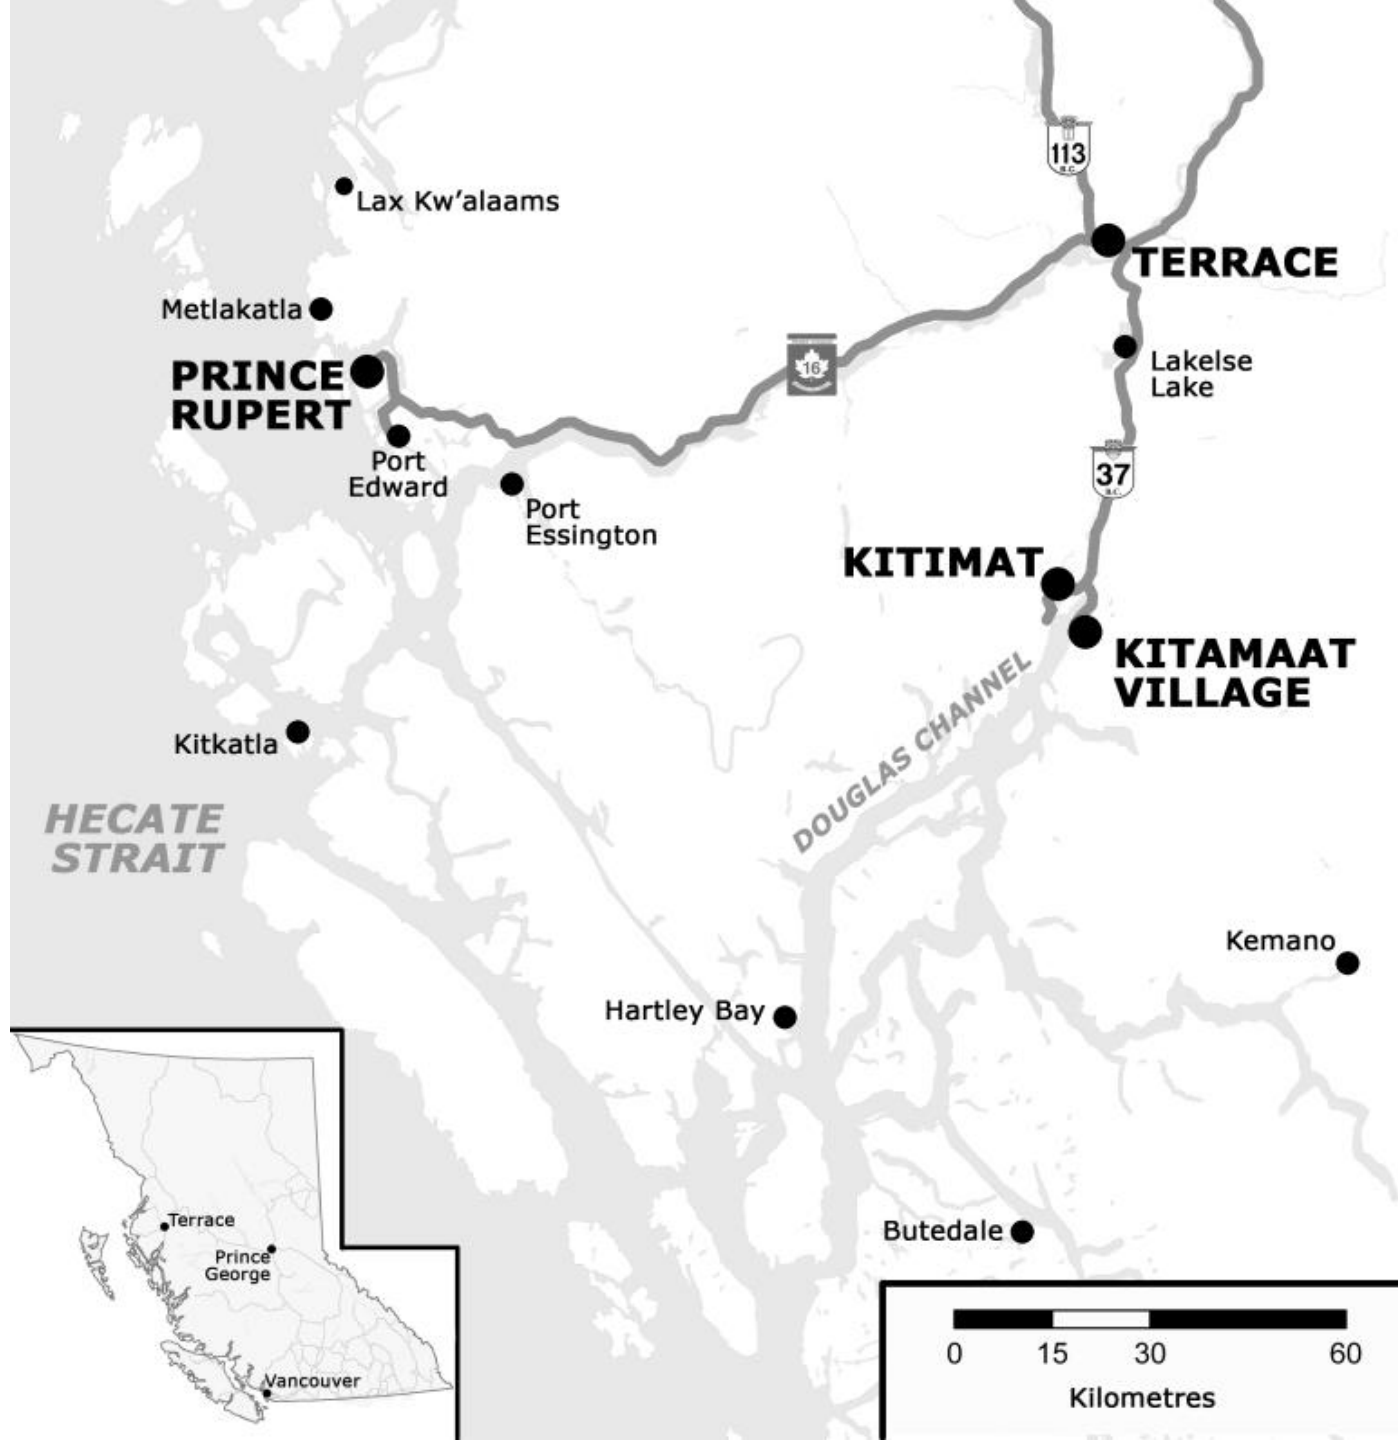 113
B.C.
Lax Kw'alaams
TERRACE
Metlakatla
16
Lakelse
Lake
PRINCE
RUPERT
Port
Edward
37
B.C.
Port
Essington
KITIMAT
KITAMAAT
VILLAGE
DOUGLAS CHANNEL
Kitkatla
HECATE
STRAIT
Kemano
Hartley Bay
Terrace
Prince
George
Vancouver
Butedale
0 15 30 60
Kilometres